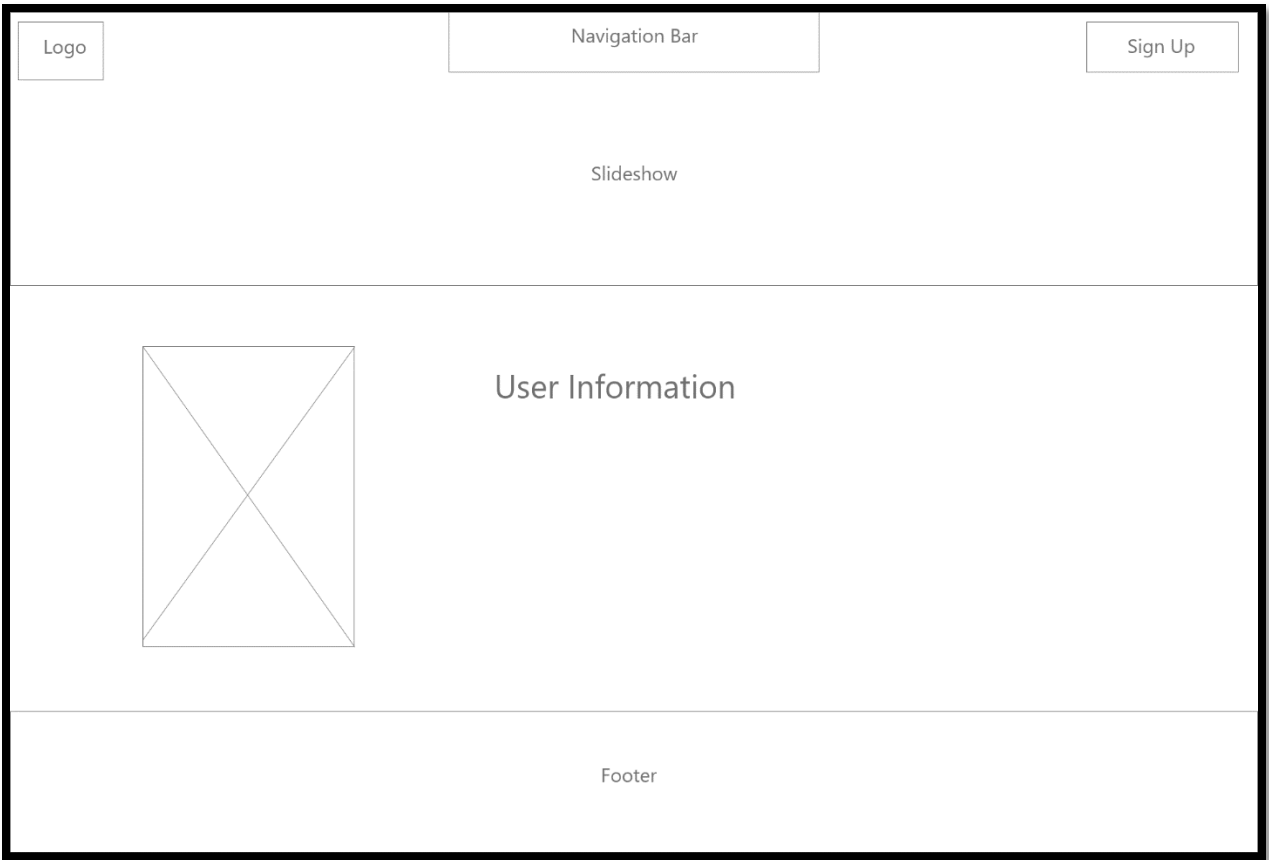 Logo
Navigation Bar
Sign Up
Slideshow
User Information
Footer